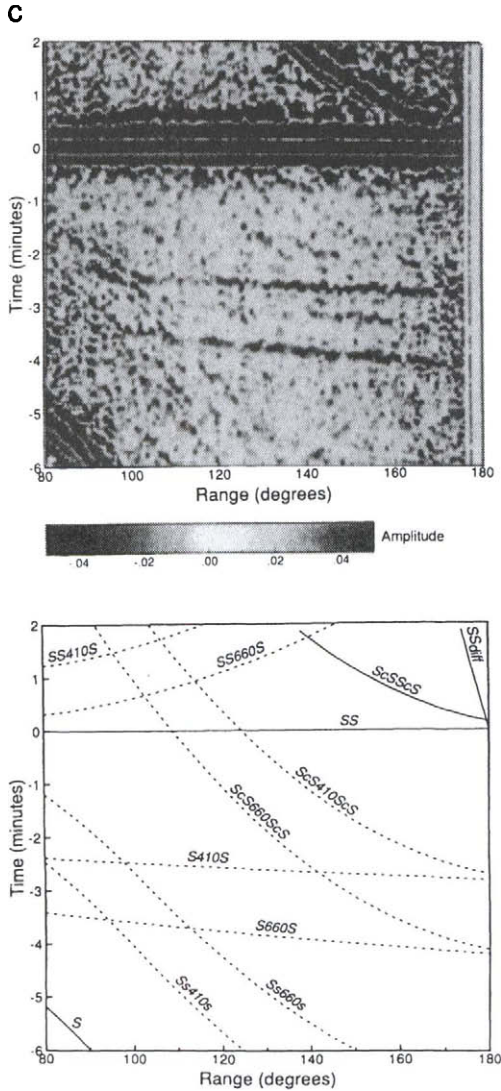 C
2
1
0
-1
-2
-3
-4
-5
-6
Time (minutes)
80 100 120 140 160 180
Range (degrees)
-.04 -.02 .00 .02 .04
Amplitude
2
1
0
-1
-2
-3
-4
-5
-6
Time (minutes)
SS410S
SS660S
ScSScS
SSdiff
SS
ScS660ScS
ScS410ScS
S410S
S660S
Ss410s
Ss660s
S
80 100 120 140 160 180
Range (degrees)